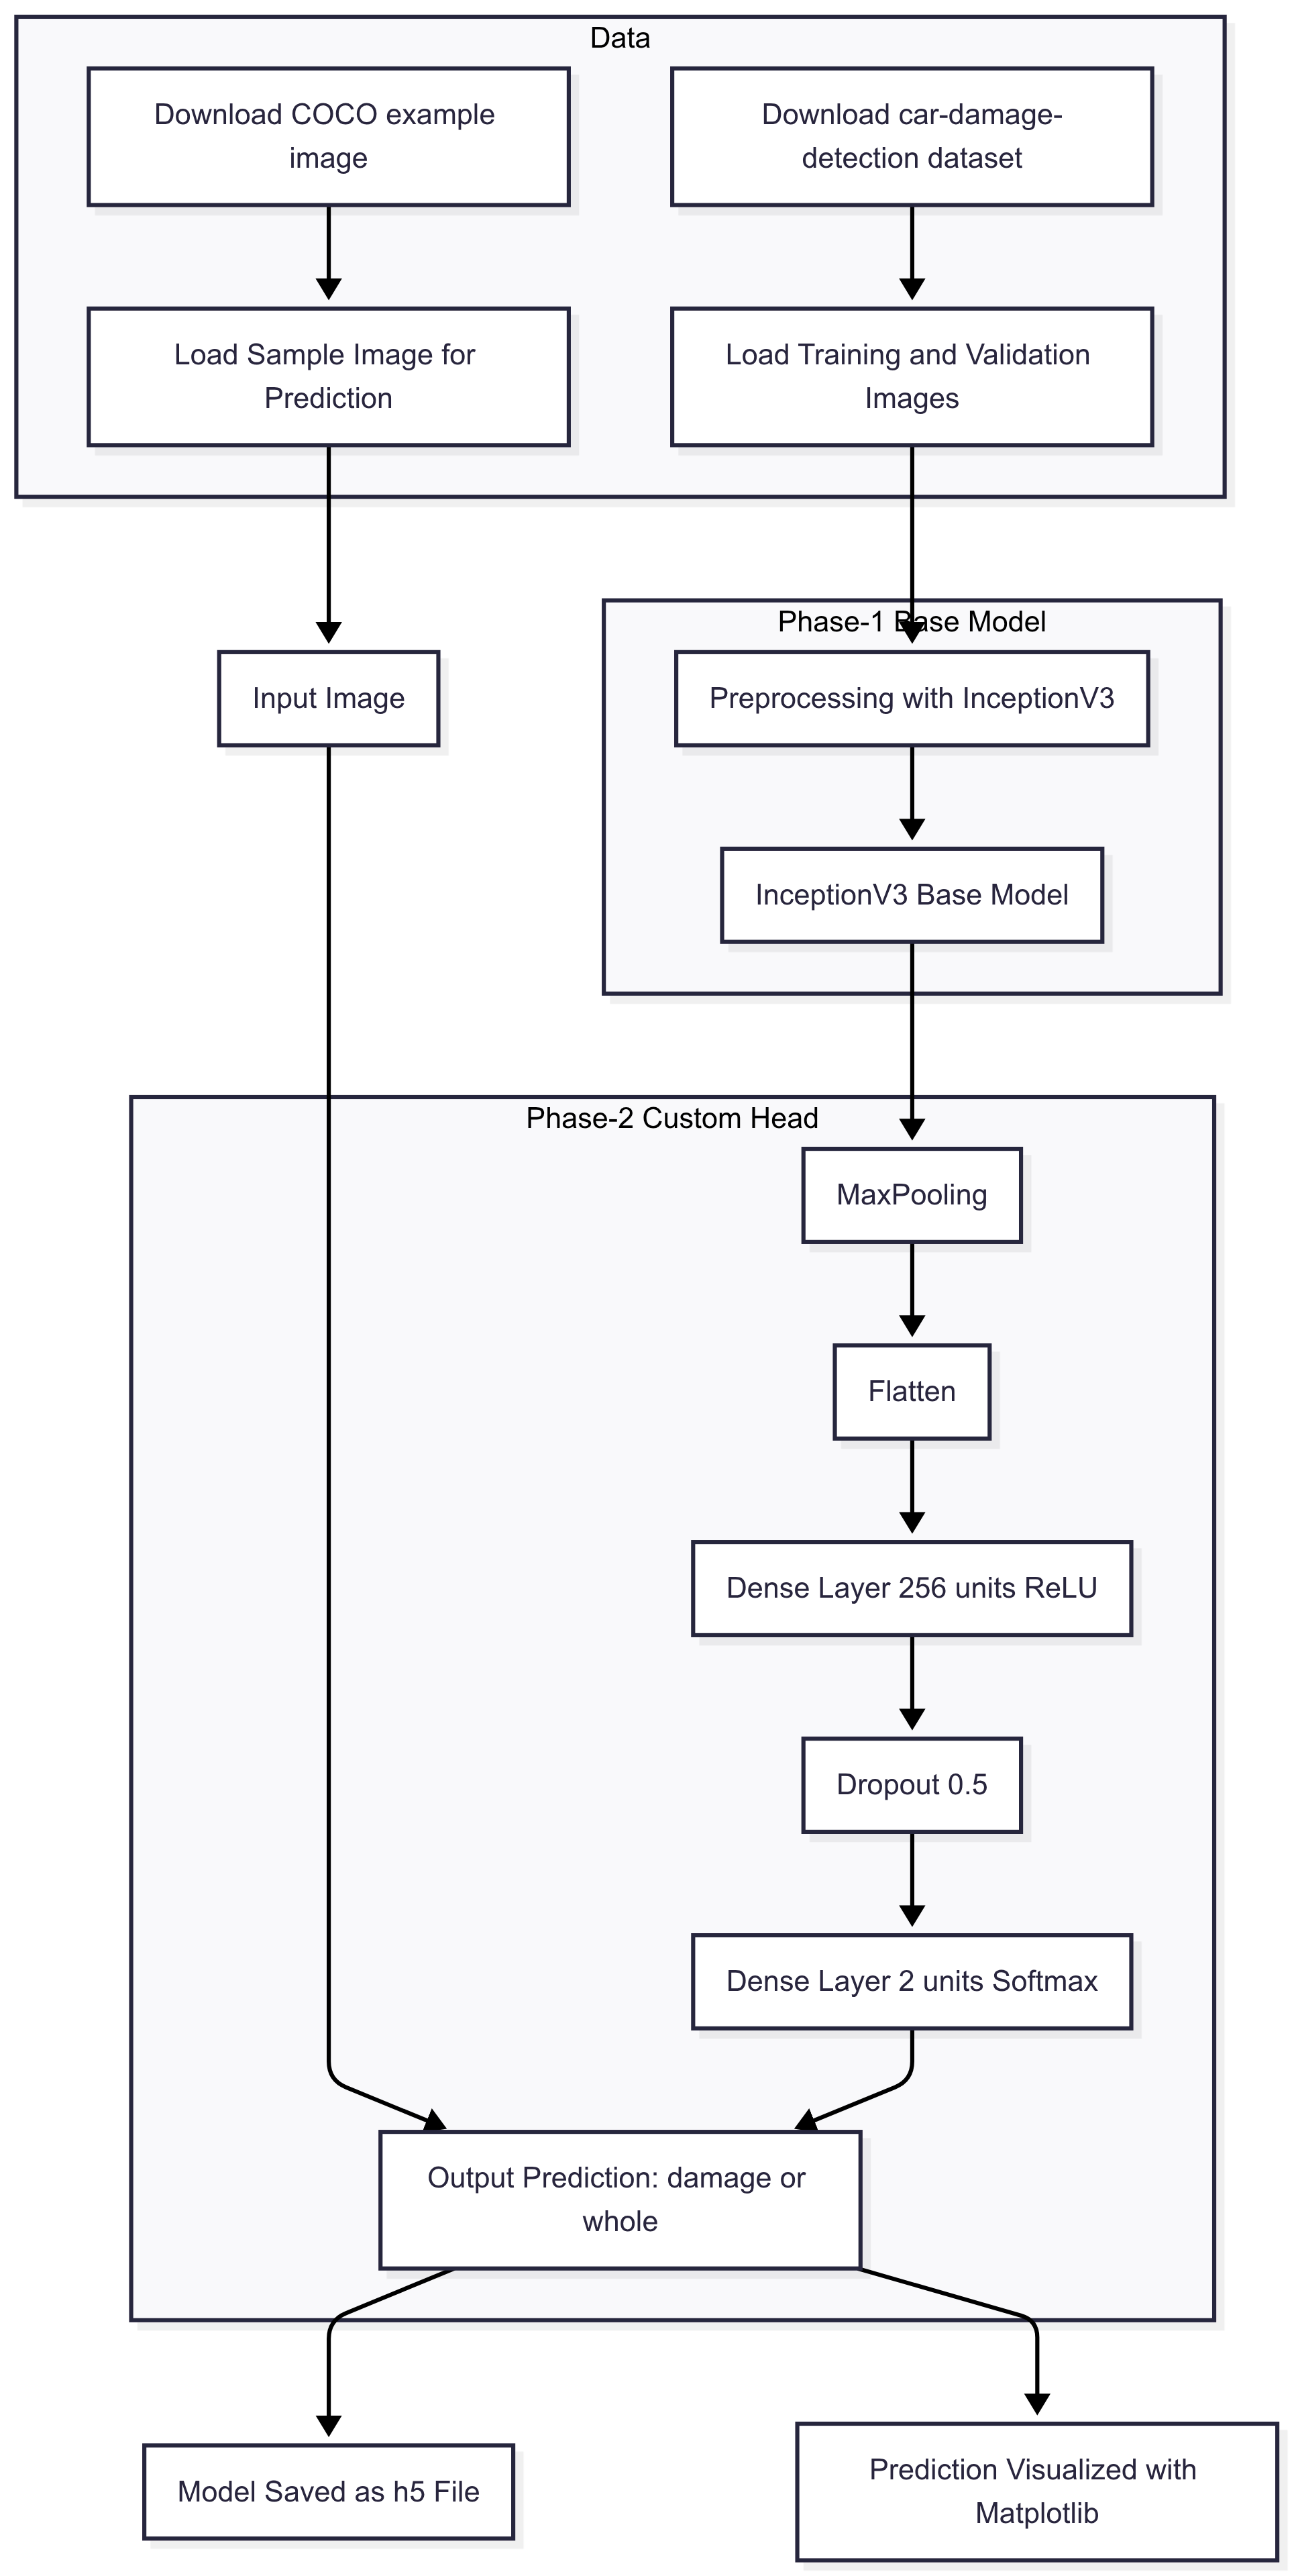 Data
Download COCO example
image
Download car-damage-
detection dataset
Load Sample Image for
Prediction
Load Training and Validation
Images
Phase-1 Base Model
Input Image
Preprocessing with InceptionV3
InceptionV3 Base Model
Phase-2 Custom Head
MaxPooling
Flatten
Dense Layer 256 units ReLU
Dropout 0.5
Dense Layer 2 units Softmax
Output Prediction: damage or
whole
Model Saved as h5 File
Prediction Visualized with
Matplotlib